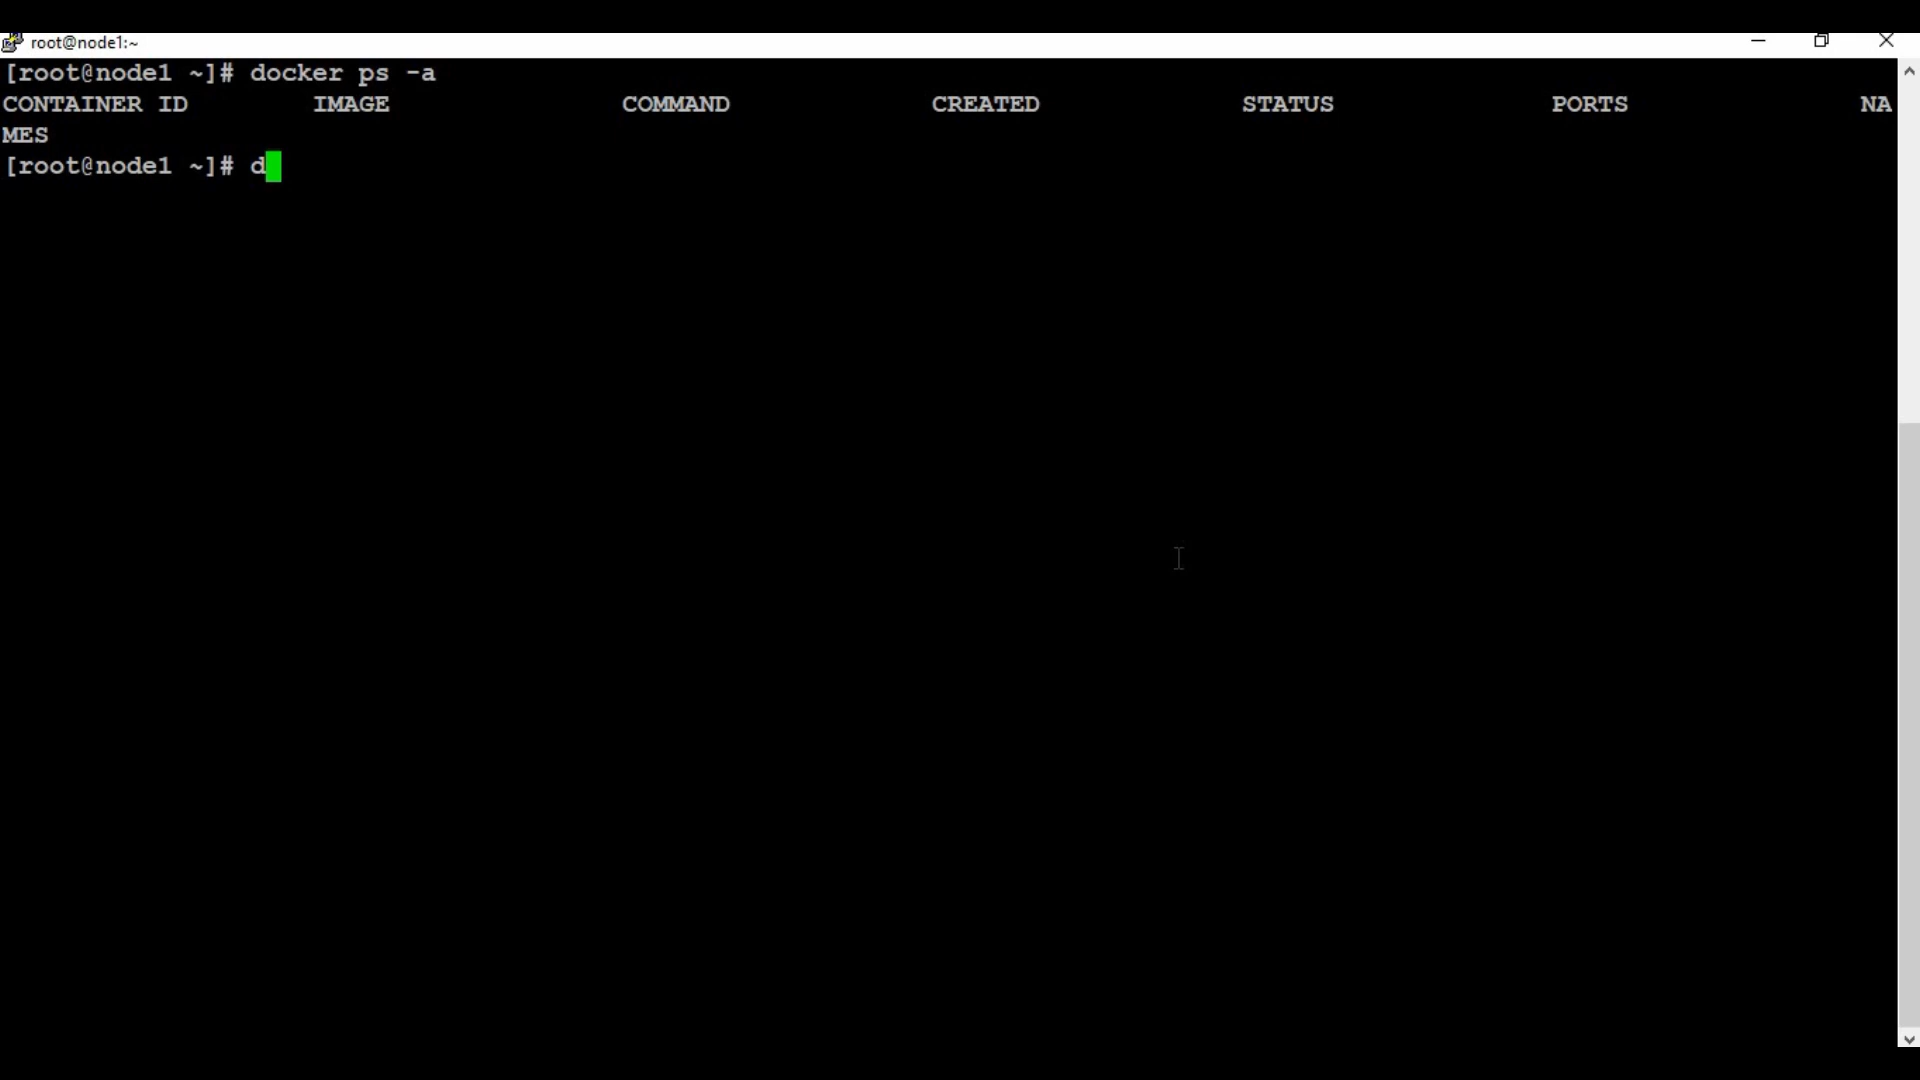 root@node1:~
[root@node1 ~]# docker ps -a
CONTAINER ID IMAGE COMMAND CREATED STATUS PORTS NA
MES
[root@node1 ~]# d